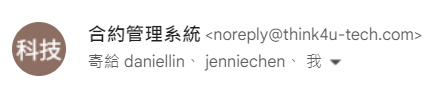 科技
合約管理系統 <noreply@think4u-tech.com>
寄給 daniellin、 jenniechen、 我